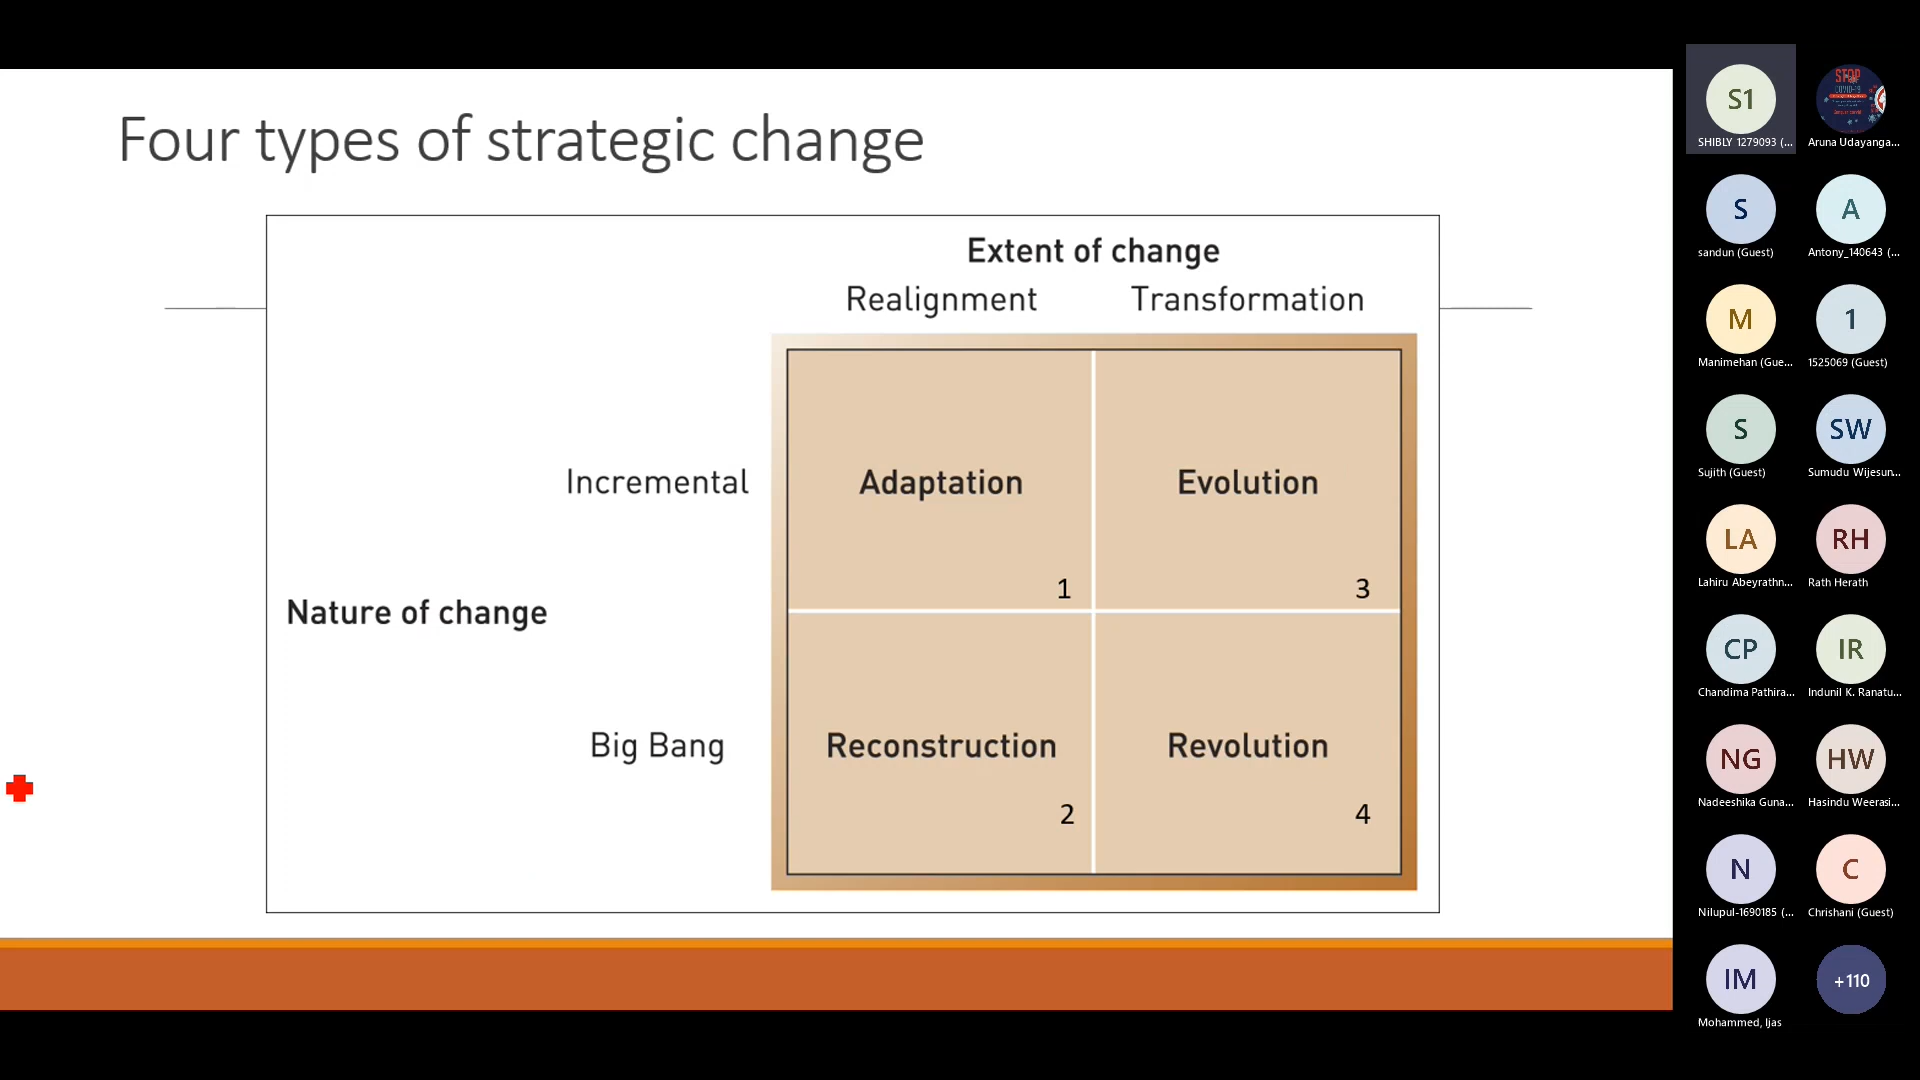 Four types of strategic change
Extent of change
Realignment Transformation
Incremental Adaptation Evolution
1 3
Nature of change
Big Bang Reconstruction Revolution
2 4
S1
SHIBLY 1279093 (...
STOP
COVID-19
Aruna Udayanga...
S
sandun (Guest)
A
Antony_140643 (...
M
Manimehan (Gue...
1
1525069 (Guest)
S
Sujith (Guest)
SW
Sumudu Wijesun...
LA
Lahiru Abeyrathn...
RH
Rath Herath
CP
Chandima Pathira...
IR
Indunil K. Ranatu...
NG
Nadeeshika Guna...
HW
Hasindu Weerasi...
N
Nilupul-1690185 (...
C
Chrishani (Guest)
IM
Mohammed, Ijas
+110